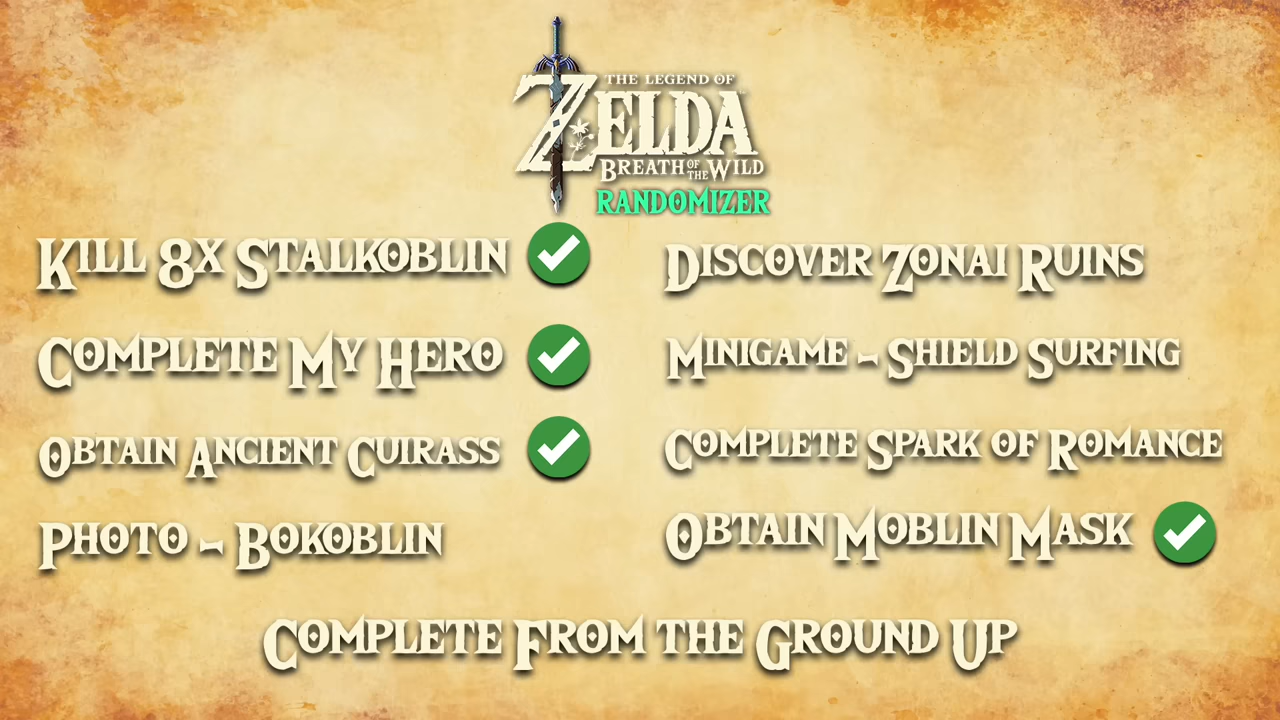 THE LEGEND OF
ZELDA
BREATH OF THE WILD
RANDOMIZER
KILL 8X STALKOBLIN
COMPLETE MY HERO
OBTAIN ANCIENT CUIRASS
PHOTO - BOKOBLIN
DISCOVER ZONAI RUINS
MINIGAME - SHIELD SURFING
COMPLETE SPARK OF ROMANCE
OBTAIN MOBLIN MASK
COMPLETE FROM THE GROUND UP